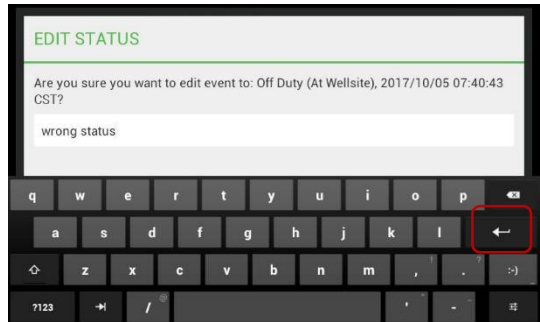 EDIT STATUS
Are you sure you want to edit event to: Off Duty (At Wellsite), 2017/10/05 07:40:43
CST?
wrong status
q w e r t y u i o p
a s d f g h j k l
z x c v b n m , ! . ? :-)
?123 / @ ' " - _